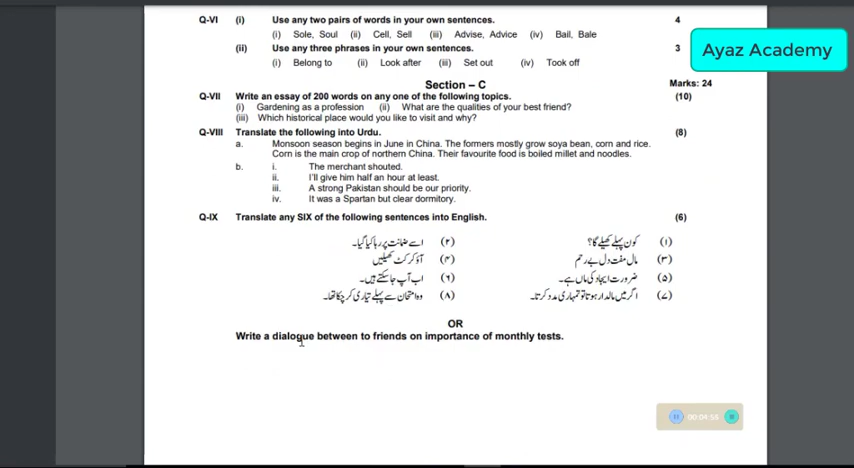 Q-VI (i) Use any two pairs of words in your own sentences. 4
(i) Sole, Soul (ii) Cell, Sell (iii) Advise, Advice (iv) Bail, Bale
(ii) Use any three phrases in your own sentences. 3
(i) Belong to (ii) Look after (iii) Set out (iv) Took off
Ayaz Academy
Section – C Marks: 24
Q-VII Write an essay of 200 words on any one of the following topics. (10)
(i) Gardening as a profession (ii) What are the qualities of your best friend?
(iii) Which historical place would you like to visit and why?
Q-VIII Translate the following into Urdu. (8)
a. Monsoon season begins in June in China. The formers mostly grow soya bean, corn and rice.
Corn is the main crop of northern China. Their favourite food is boiled millet and noodles.
b. i. The merchant shouted.
ii. I'll give him half an hour at least.
iii. A strong Pakistan should be our priority.
iv. It was a Spartan but clear dormitory.
Q-IX Translate any SIX of the following sentences into English. (6)
(۱) کون پہلے کھیلے گا؟ (۲) اسے ضمانت پر رہا کیا گیا۔
(۳) مال مفت دل بے رحم (۴) آؤ کرکٹ کھیلیں
(۵) ضرورت ایجاد کی ماں ہے۔ (۶) اب آپ جا سکتے ہیں۔
(۷) اگر میں مالدار ہوتا تو تمہاری مدد کرتا۔ (۸) وہ امتحان سے پہلے تیاری کر چکا تھا۔
OR
Write a dialogue between to friends on importance of monthly tests.
00:04:58